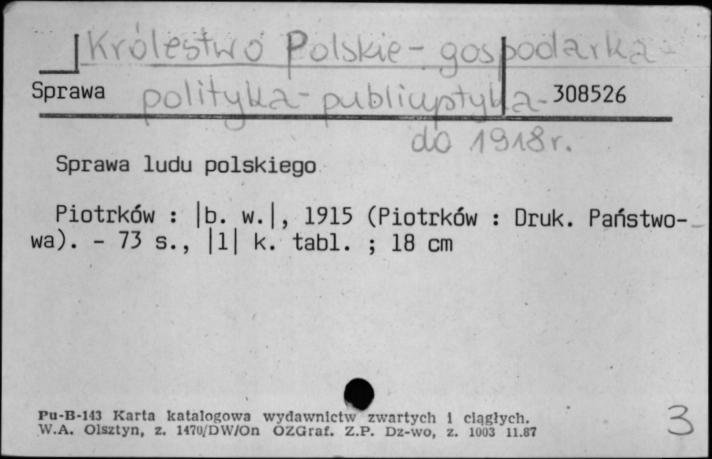 Królestwo Polskie - gospodarka -
Sprawa polityka - publicystyka - 308526
do 1918 r.
Sprawa ludu polskiego
Piotrków : |b. w.|, 1915 (Piotrków : Druk. Państwo-
wa). - 73 s., |1| k. tabl. ; 18 cm
Pu-B-143 Karta katalogowa wydawnictw zwartych i ciągłych.
W.A. Olsztyn, z. 1470/DW/On OZGraf. Z.P. Dz-wo, z. 1003 11.87
3